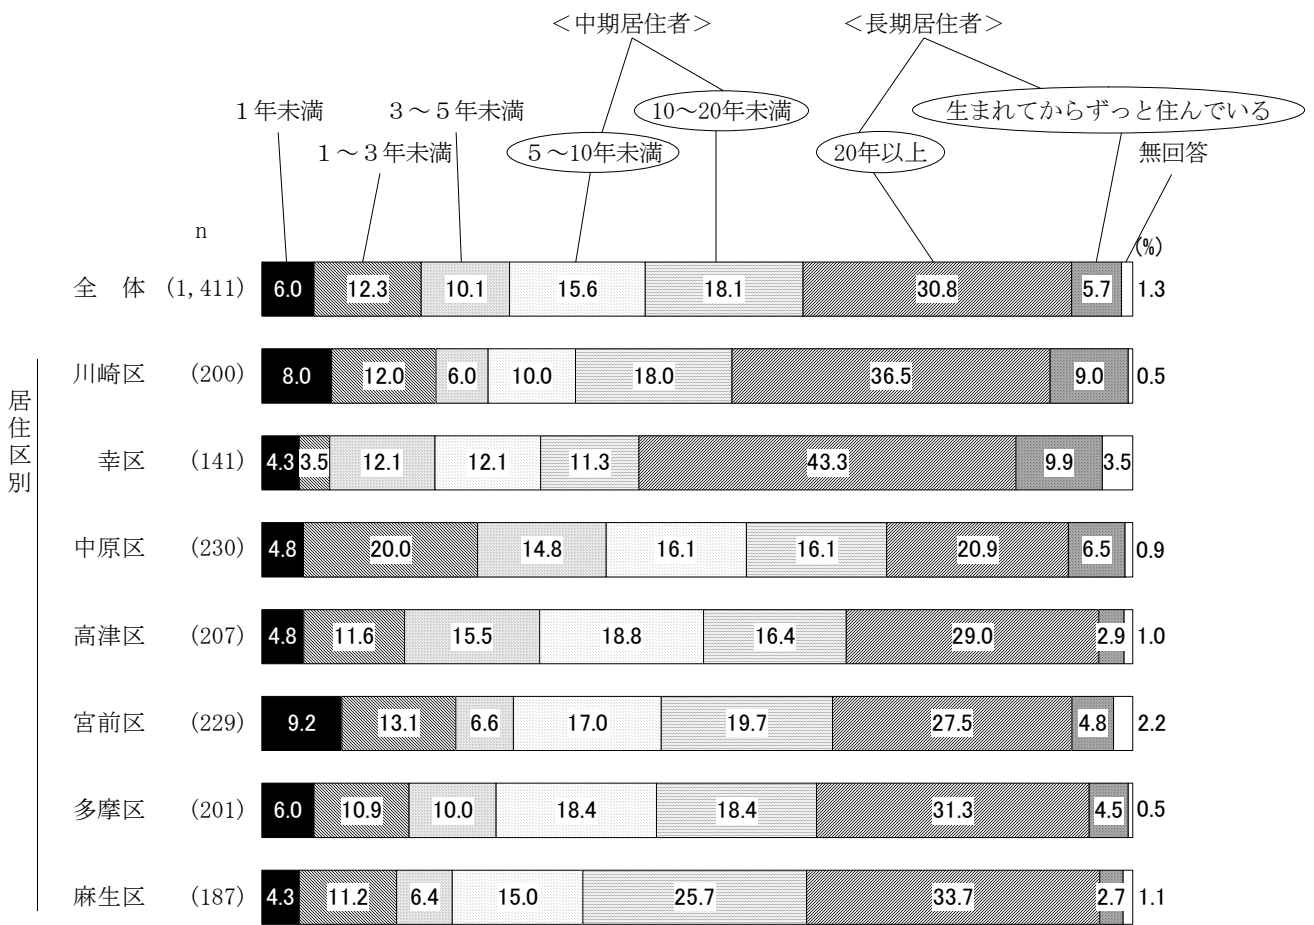 ＜中期居住者＞ ＜長期居住者＞
１年未満 ３～５年未満 10～20年未満 生まれてからずっと住んでいる
１～３年未満 ５～10年未満 20年以上 無回答
n
(%)
全　体 (1,411) 6.0 12.3 10.1 15.6 18.1 30.8 5.7 1.3
居住区別
川崎区 (200) 8.0 12.0 6.0 10.0 18.0 36.5 9.0 0.5
幸区 (141) 4.3 3.5 12.1 12.1 11.3 43.3 9.9 3.5
中原区 (230) 4.8 20.0 14.8 16.1 16.1 20.9 6.5 0.9
高津区 (207) 4.8 11.6 15.5 18.8 16.4 29.0 2.9 1.0
宮前区 (229) 9.2 13.1 6.6 17.0 19.7 27.5 4.8 2.2
多摩区 (201) 6.0 10.9 10.0 18.4 18.4 31.3 4.5 0.5
麻生区 (187) 4.3 11.2 6.4 15.0 25.7 33.7 2.7 1.1